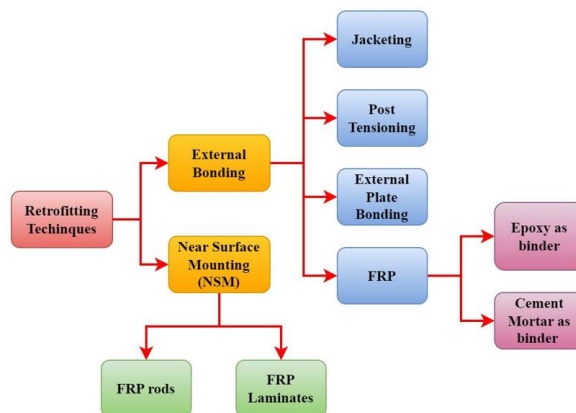 Jacketing
Post
Tensioning
External
Bonding
External
Plate
Bonding
Retrofitting
Techinques
Near Surface
Mounting
(NSM)
FRP
Epoxy as
binder
Cement
Mortar as
binder
FRP rods
FRP
Laminates